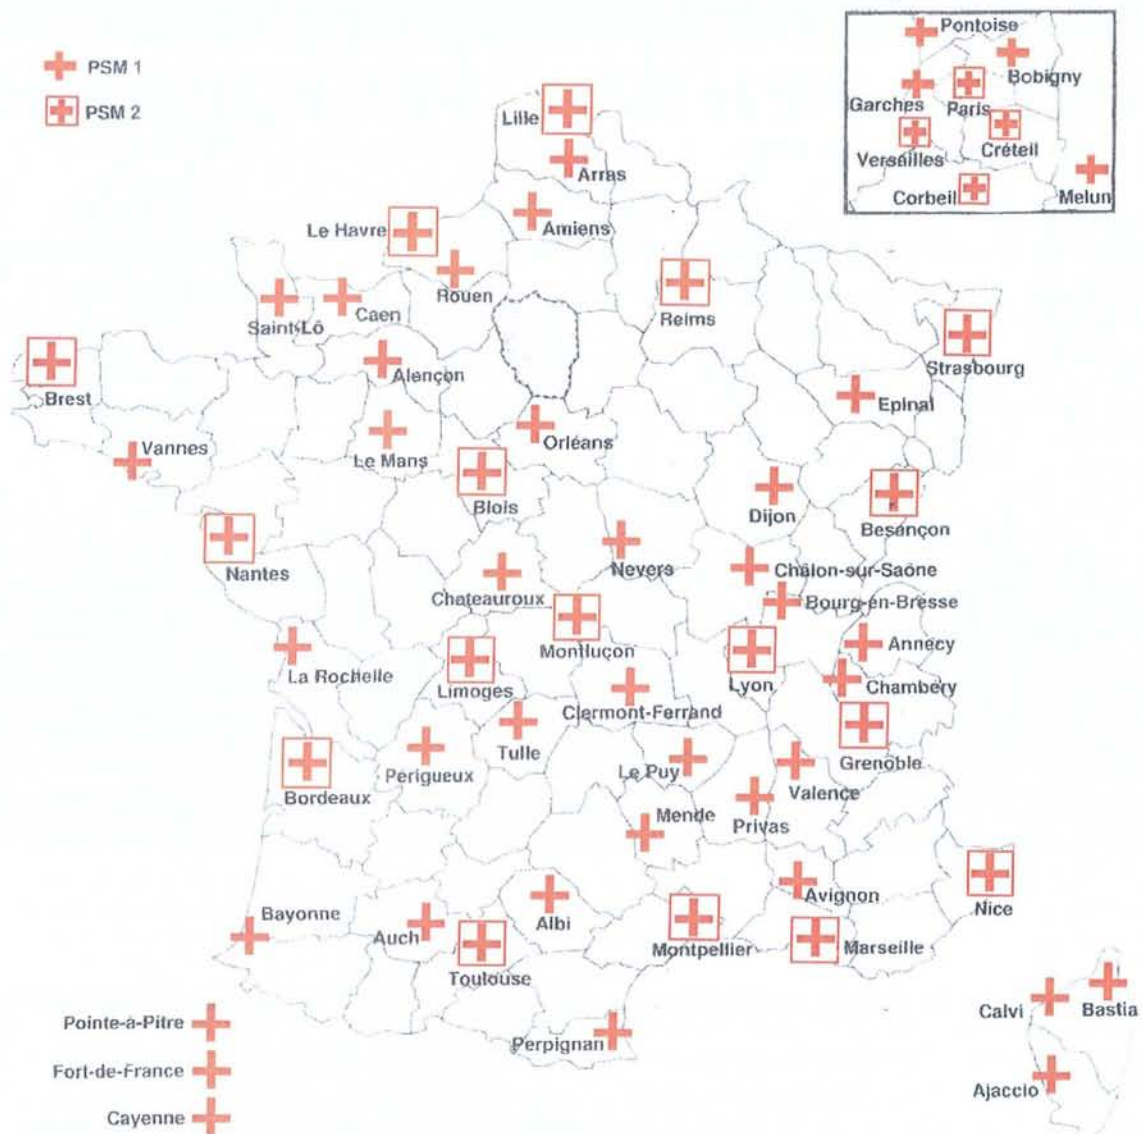 PSM 1
PSM 2
Pontoise
Bobigny
Garches
Paris
Versailles
Créteil
Corbeil
Melun
Lille
Arras
Le Havre
Amiens
Rouen
Reims
Saint-Lô
Caen
Strasbourg
Alençon
Brest
Epinal
Vannes
Orléans
Le Mans
Blois
Dijon
Besançon
Nantes
Nevers
Châlon-sur-Saône
Chateauroux
Bourg-en-Bresse
Montluçon
Annecy
La Rochelle
Limoges
Lyon
Chambéry
Clermont-Ferrand
Tulle
Grenoble
Périgueux
Le Puy
Bordeaux
Valence
Mende
Privas
Avignon
Nice
Bayonne
Auch
Albi
Montpellier
Marseille
Toulouse
Calvi
Bastia
Pointe-à-Pitre
Perpignan
Fort-de-France
Ajaccio
Cayenne